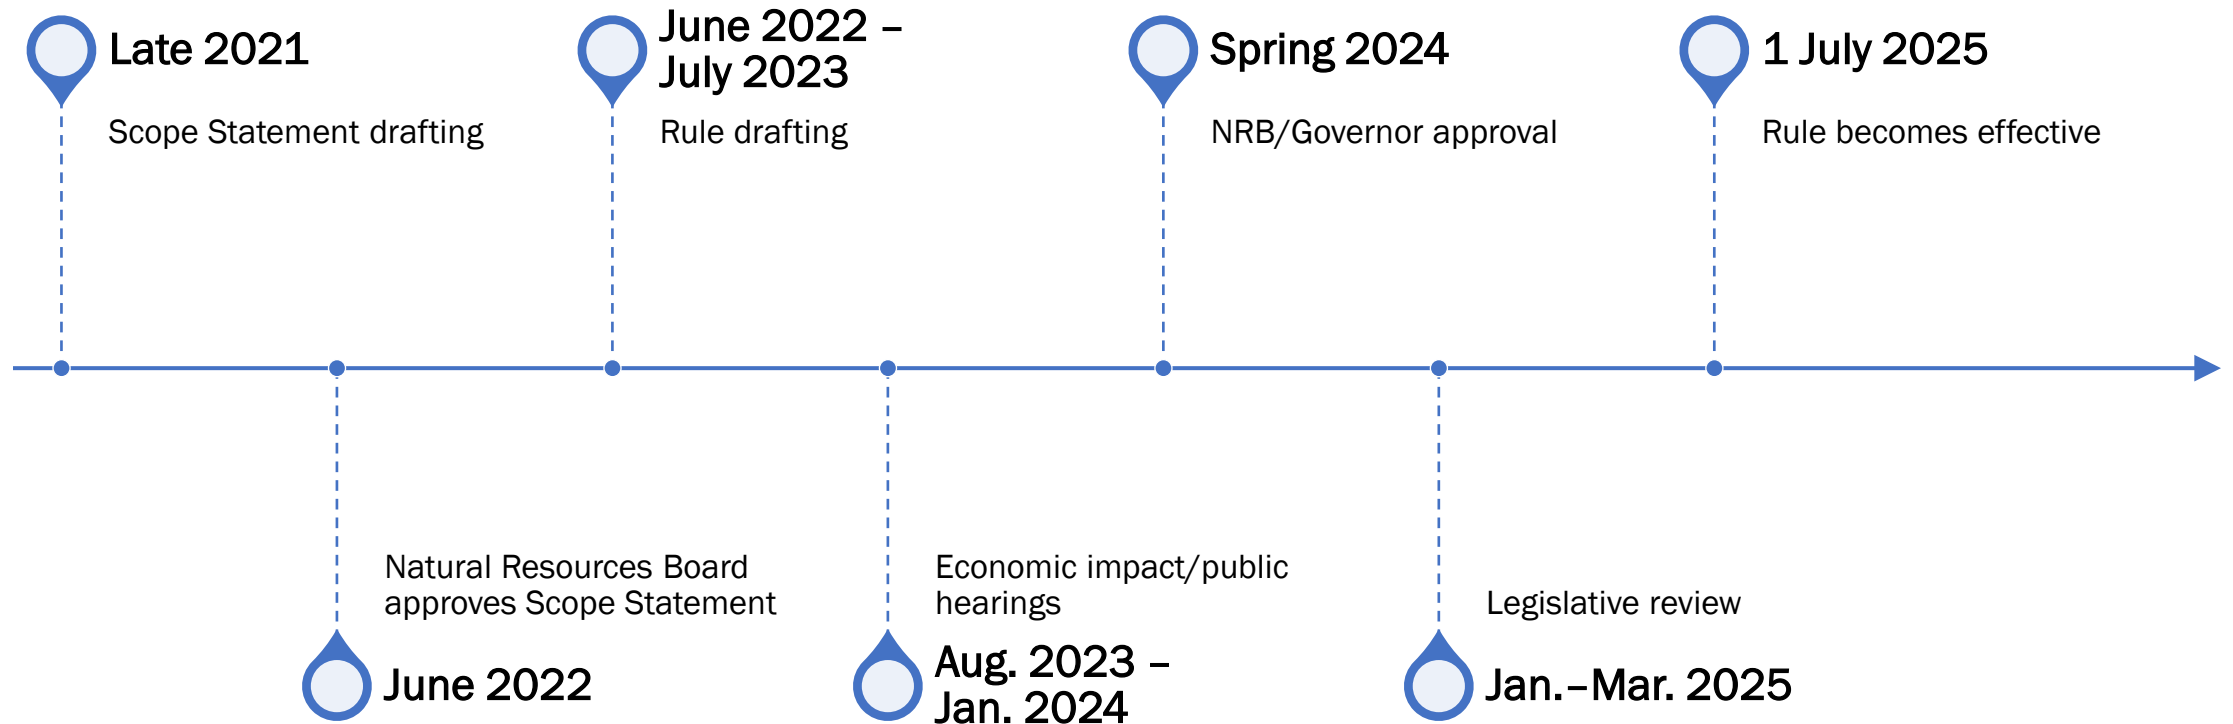 Late 2021
Scope Statement drafting
June 2022 –
July 2023
Rule drafting
Spring 2024
NRB/Governor approval
1 July 2025
Rule becomes effective
Natural Resources Board
approves Scope Statement
June 2022
Economic impact/public
hearings
Aug. 2023 –
Jan. 2024
Legislative review
Jan.–Mar. 2025